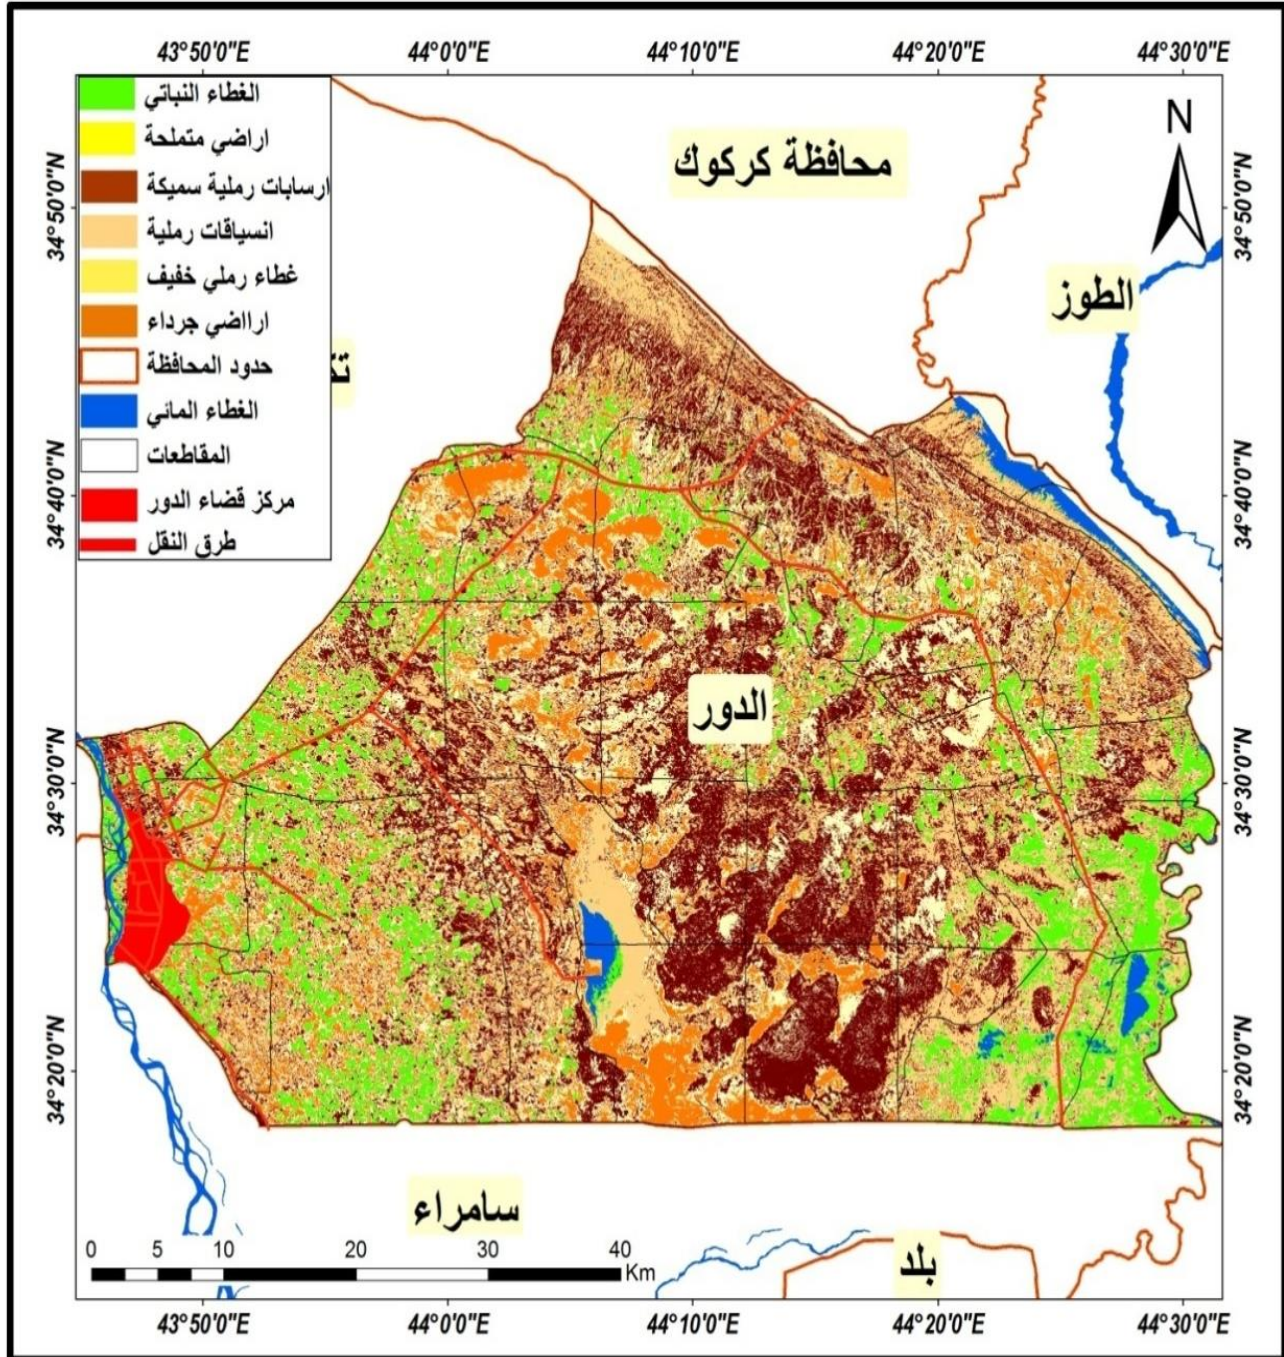 43°50'0"E 44°0'0"E 44°10'0"E 44°20'0"E 44°30'0"E
الغطاء النباتي
اراضي متملحة
ارسابات رملية سميكة
انسياقات رملية
غطاء رملي خفيف
ارااضي جرداء
حدود المحافظة
الغطاء المائي
المقاطعات
مركز قضاء الدور
طرق النقل
N
محافظة كركوك
الطوز
الدور
سامراء
بلد
34°50'0"N
34°40'0"N
34°30'0"N
34°20'0"N
34°50'0"N
34°40'0"N
34°30'0"N
34°20'0"N
0 5 10 20 30 40
Km
43°50'0"E 44°0'0"E 44°10'0"E 44°20'0"E 44°30'0"E